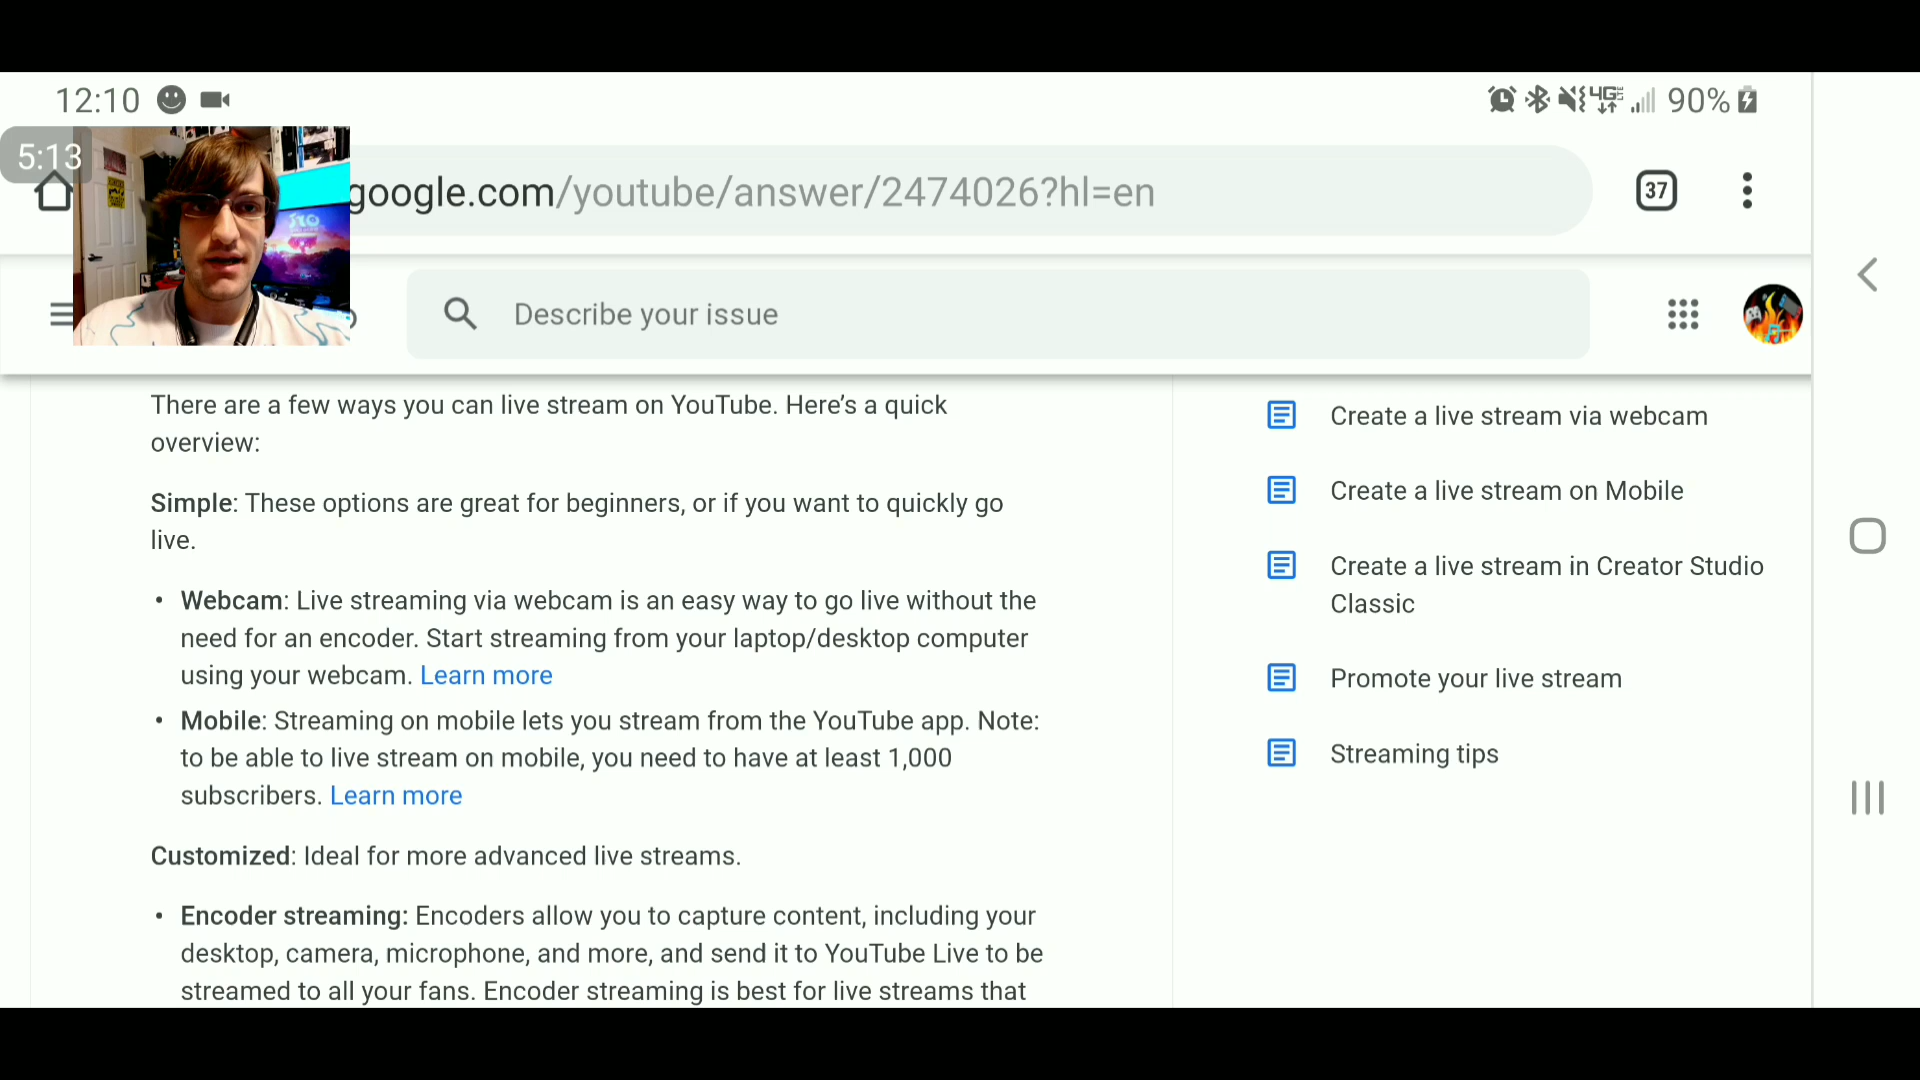 12:10
4G LTE
90%
5:13
google.com/youtube/answer/2474026?hl=en
37
Describe your issue
There are a few ways you can live stream on YouTube. Here’s a quick
overview:
Simple: These options are great for beginners, or if you want to quickly go
live.
• Webcam: Live streaming via webcam is an easy way to go live without the
need for an encoder. Start streaming from your laptop/desktop computer
using your webcam. Learn more
• Mobile: Streaming on mobile lets you stream from the YouTube app. Note:
to be able to live stream on mobile, you need to have at least 1,000
subscribers. Learn more
Customized: Ideal for more advanced live streams.
• Encoder streaming: Encoders allow you to capture content, including your
desktop, camera, microphone, and more, and send it to YouTube Live to be
streamed to all your fans. Encoder streaming is best for live streams that
Create a live stream via webcam
Create a live stream on Mobile
Create a live stream in Creator Studio
Classic
Promote your live stream
Streaming tips